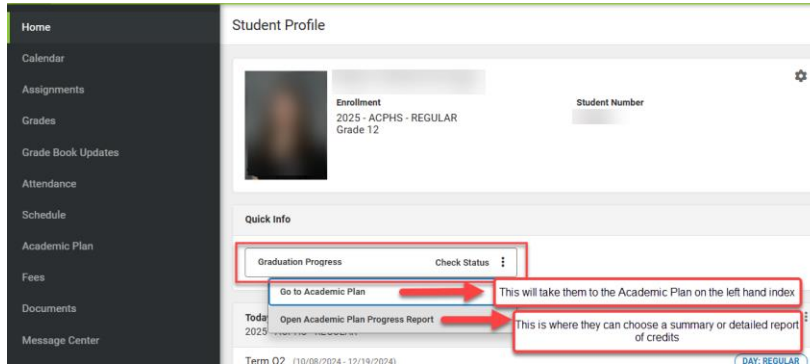 Home
Calendar
Assignments
Grades
Grade Book Updates
Attendance
Schedule
Academic Plan
Fees
Documents
Message Center
Student Profile
Enrollment
2025 - ACPHS - REGULAR
Grade 12
Student Number
Quick Info
Graduation Progress Check Status
Go to Academic Plan
This will take them to the Academic Plan on the left hand index
Open Academic Plan Progress Report
This is where they can choose a summary or detailed report
of credits
Toda
2025
Term Q2 (10/08/2024 - 12/19/2024)
DAY: REGULAR